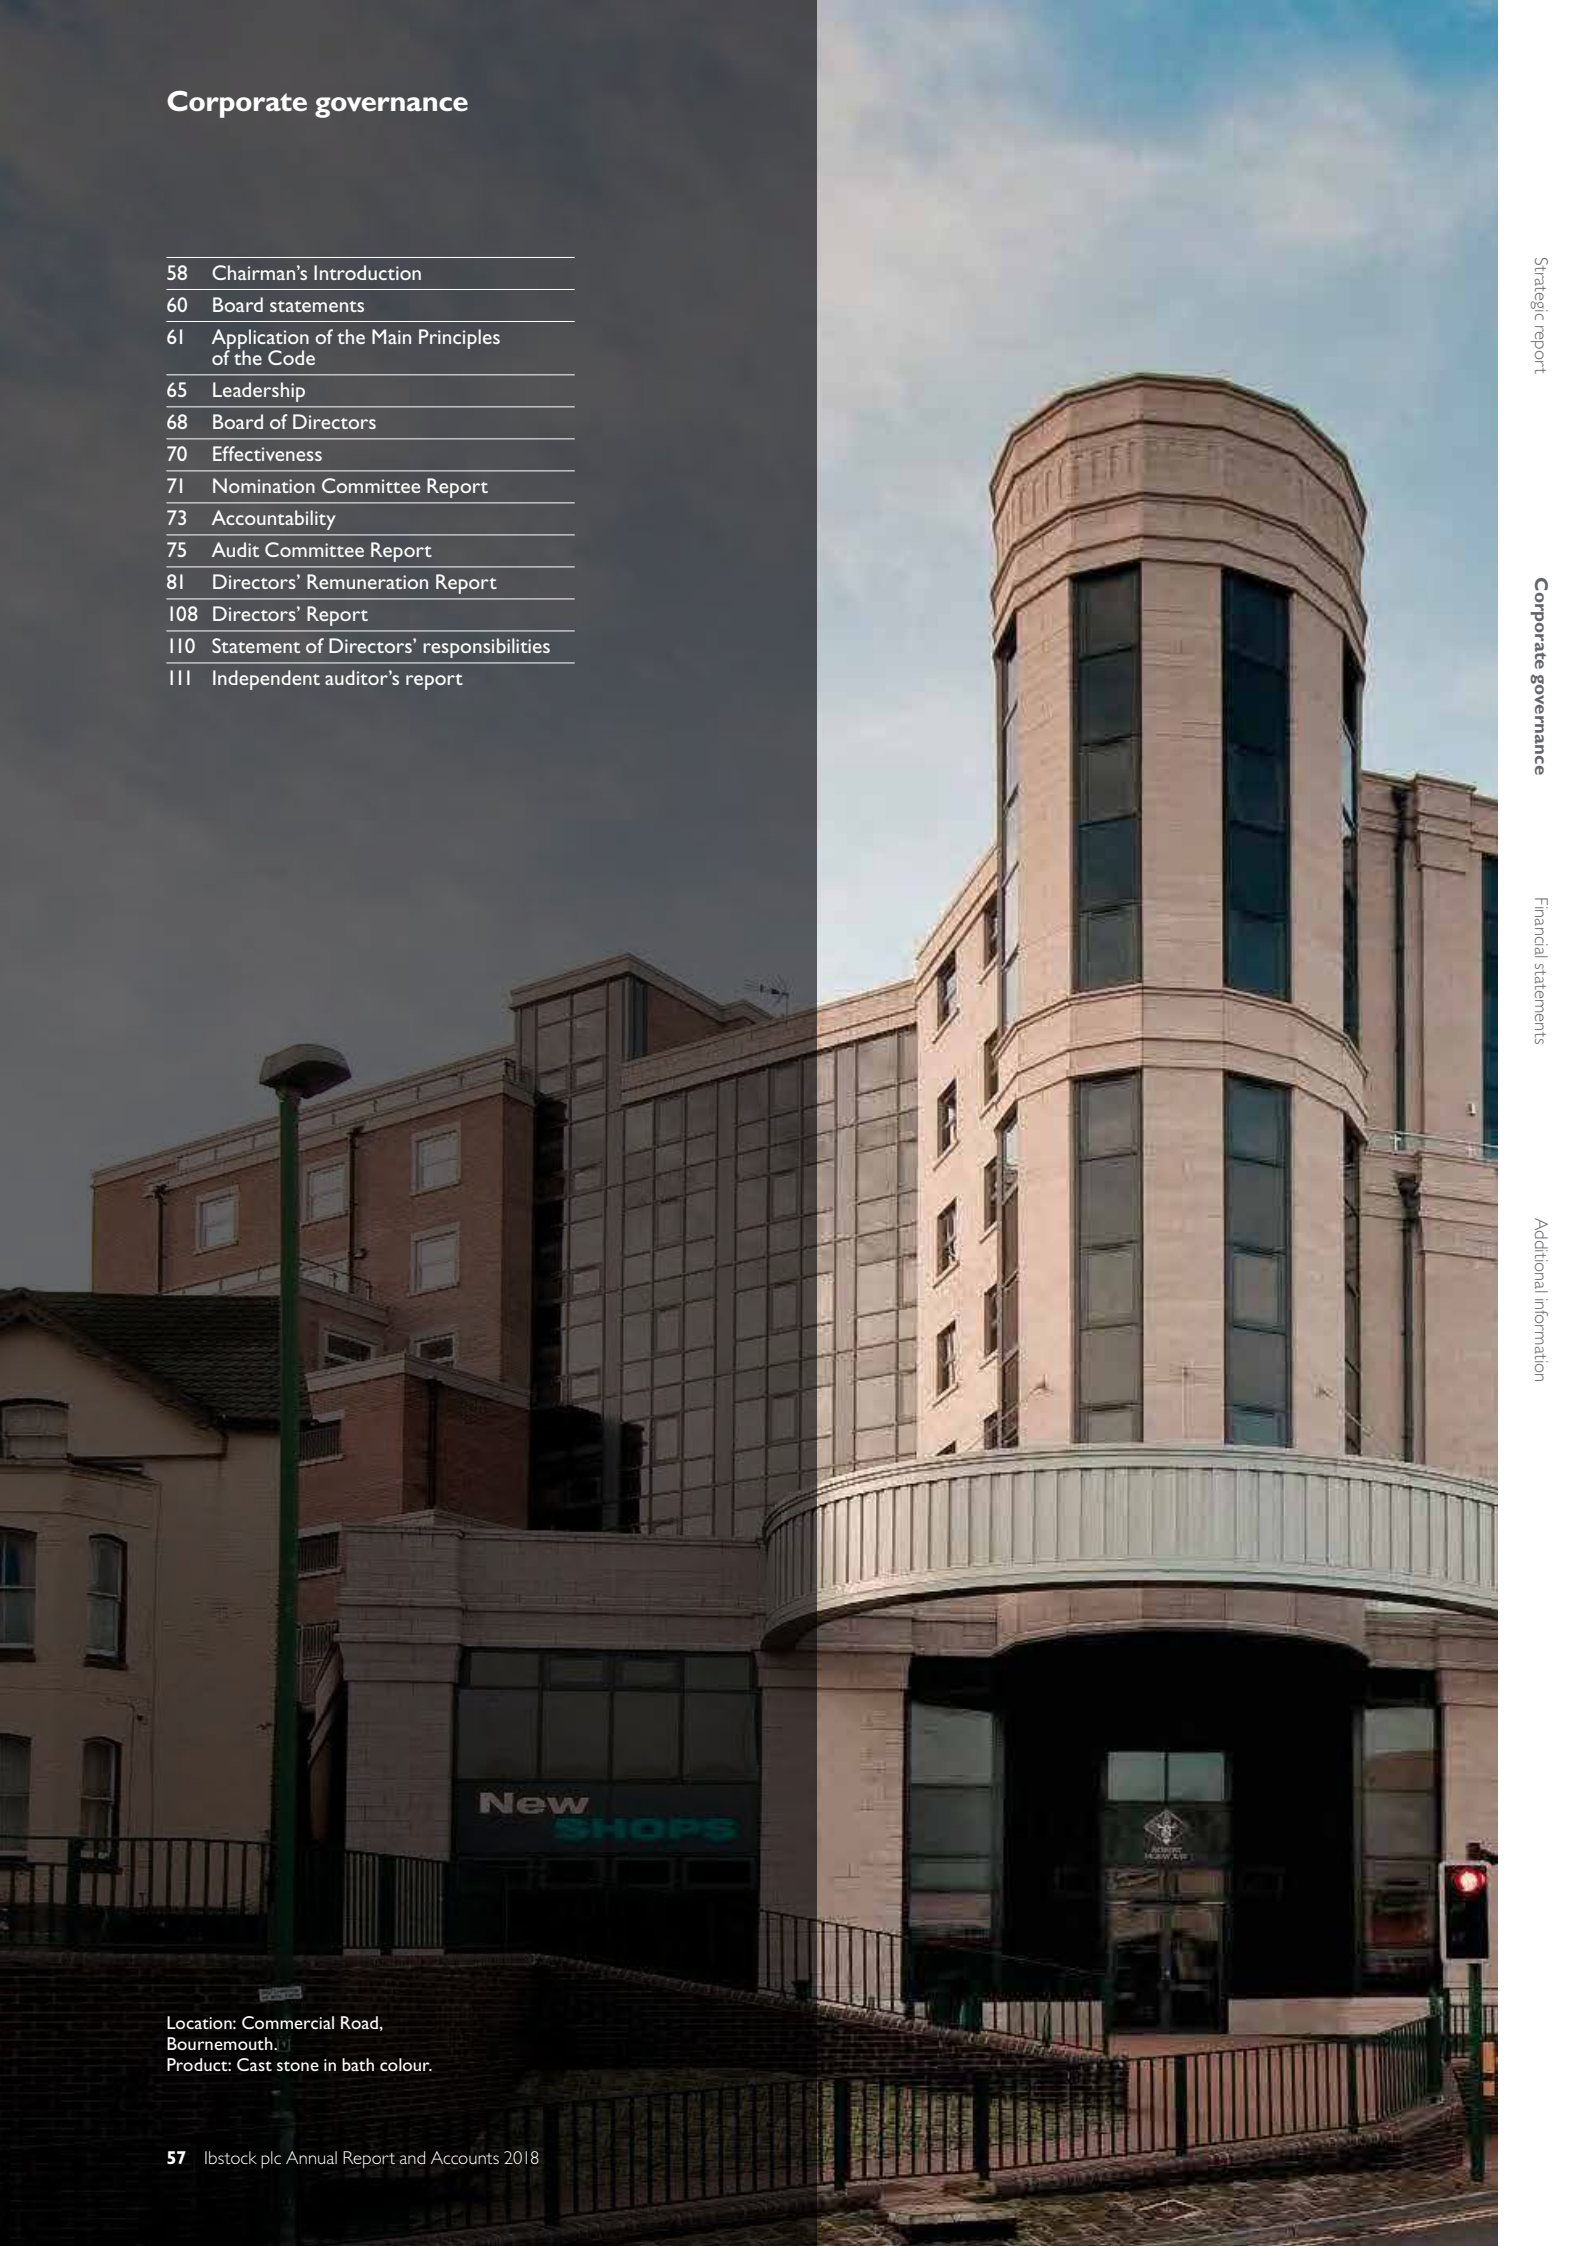 Corporate governance
58 Chairman's Introduction
60 Board statements
61 Application of the Main Principles
of the Code
65 Leadership
68 Board of Directors
70 Effectiveness
71 Nomination Committee Report
73 Accountability
75 Audit Committee Report
81 Directors' Remuneration Report
108 Directors' Report
110 Statement of Directors' responsibilities
111 Independent auditor's report
Strategic report
Corporate governance
Financial statements
Additional information
New
SHOPS
Location: Commercial Road,
Bournemouth.
Product: Cast stone in bath colour.
57 Ibstock plc Annual Report and Accounts 2018